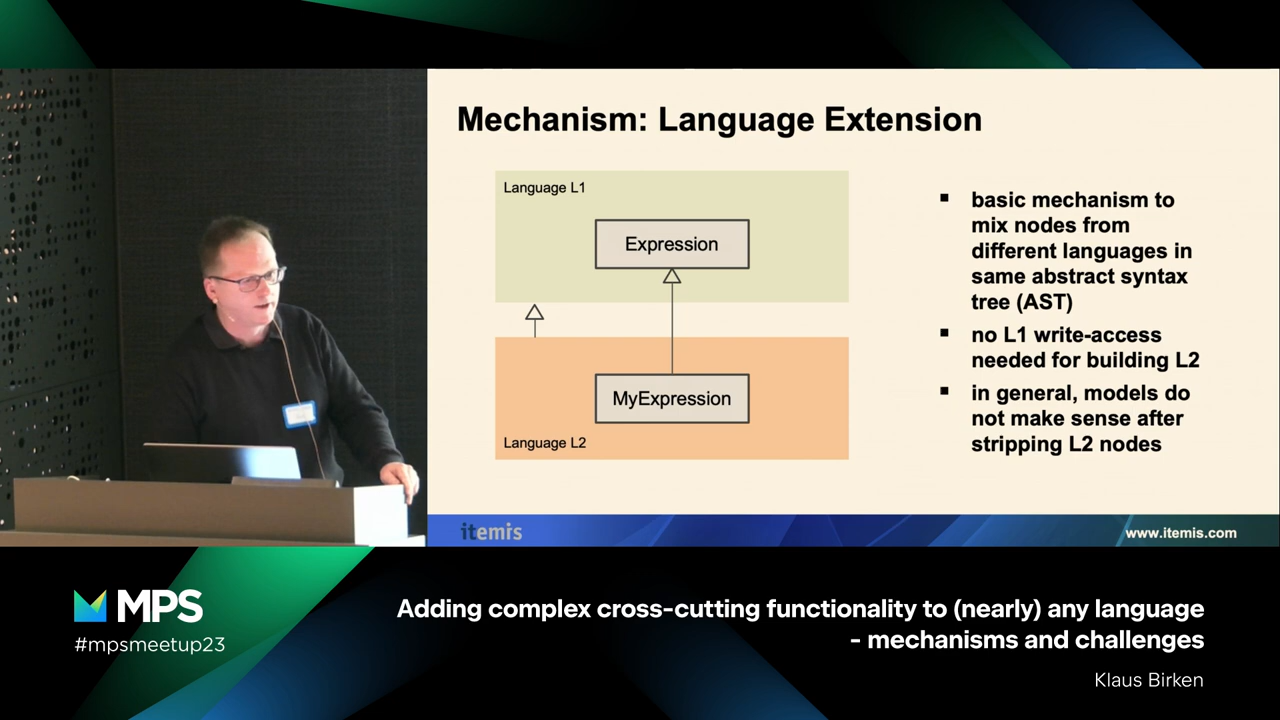 Mechanism: Language Extension
Language L1
Expression
MyExpression
Language L2
▪ basic mechanism to
mix nodes from
different languages in
same abstract syntax
tree (AST)
▪ no L1 write-access
needed for building L2
▪ in general, models do
not make sense after
stripping L2 nodes
itemis
www.itemis.com
MPS
#mpsmeetup23
Adding complex cross-cutting functionality to (nearly) any language
- mechanisms and challenges
Klaus Birken